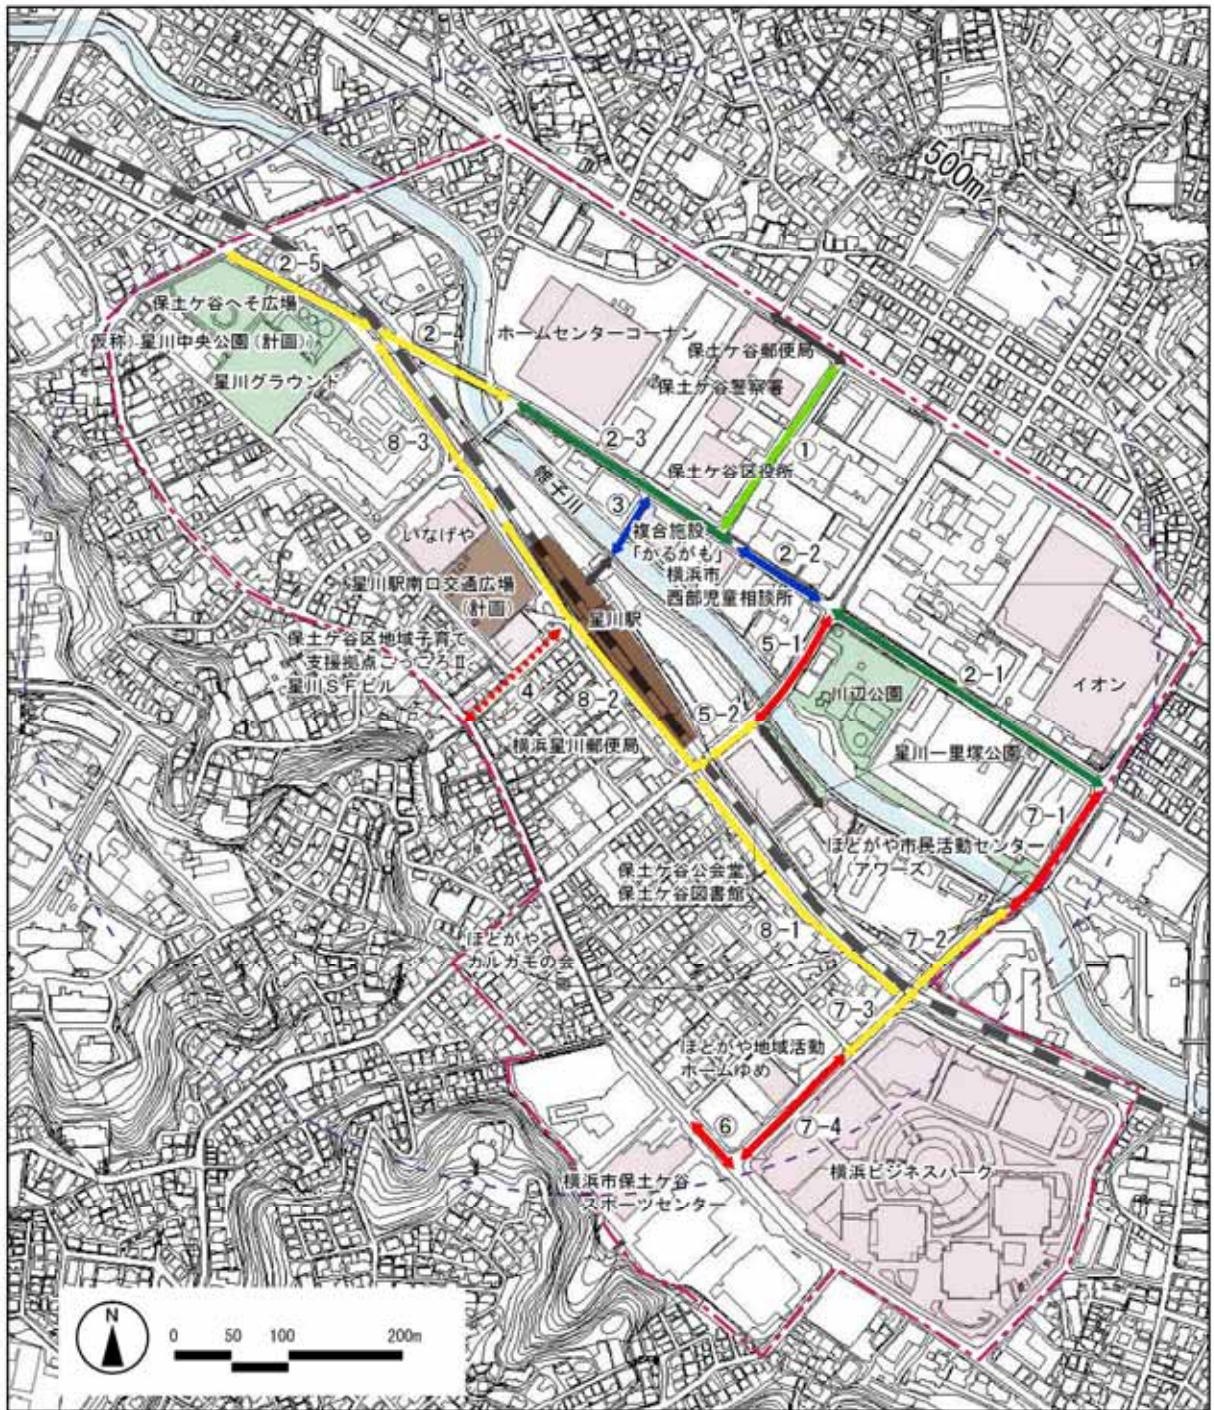 500m
②-5
保土ケ谷へそ広場
②-4
ホームセンターコーナン
保土ケ谷郵便局
(仮称)星川中央公園(計画)
星川グラウンド
保土ケ谷警察署
②-3
①
8-3
保土ケ谷区役所
帷子川
③
いなげや
複合施設
「かるがも」
②-2
横浜市
西部児童相談所
星川駅南口交通広場
(計画)
星川駅
保土ケ谷区地域子育て
支援拠点こっころⅡ
星川SFビル
4
8-2
5-1
⑤-2
川辺公園
②-1
イオン
横浜星川郵便局
星川一里塚公園
⑦-1
ほどがや市民活動センター
(アワーズ)
保土ケ谷公会堂
保土ケ谷図書館
ほどがや
カルガモの会
8-1
⑦-2
⑦-3
ほどがや地域活動
ホームゆめ
⑥
⑦-4
横浜市保土ケ谷
スポーツセンター
横浜ビジネスパーク
N
0 50 100 200m